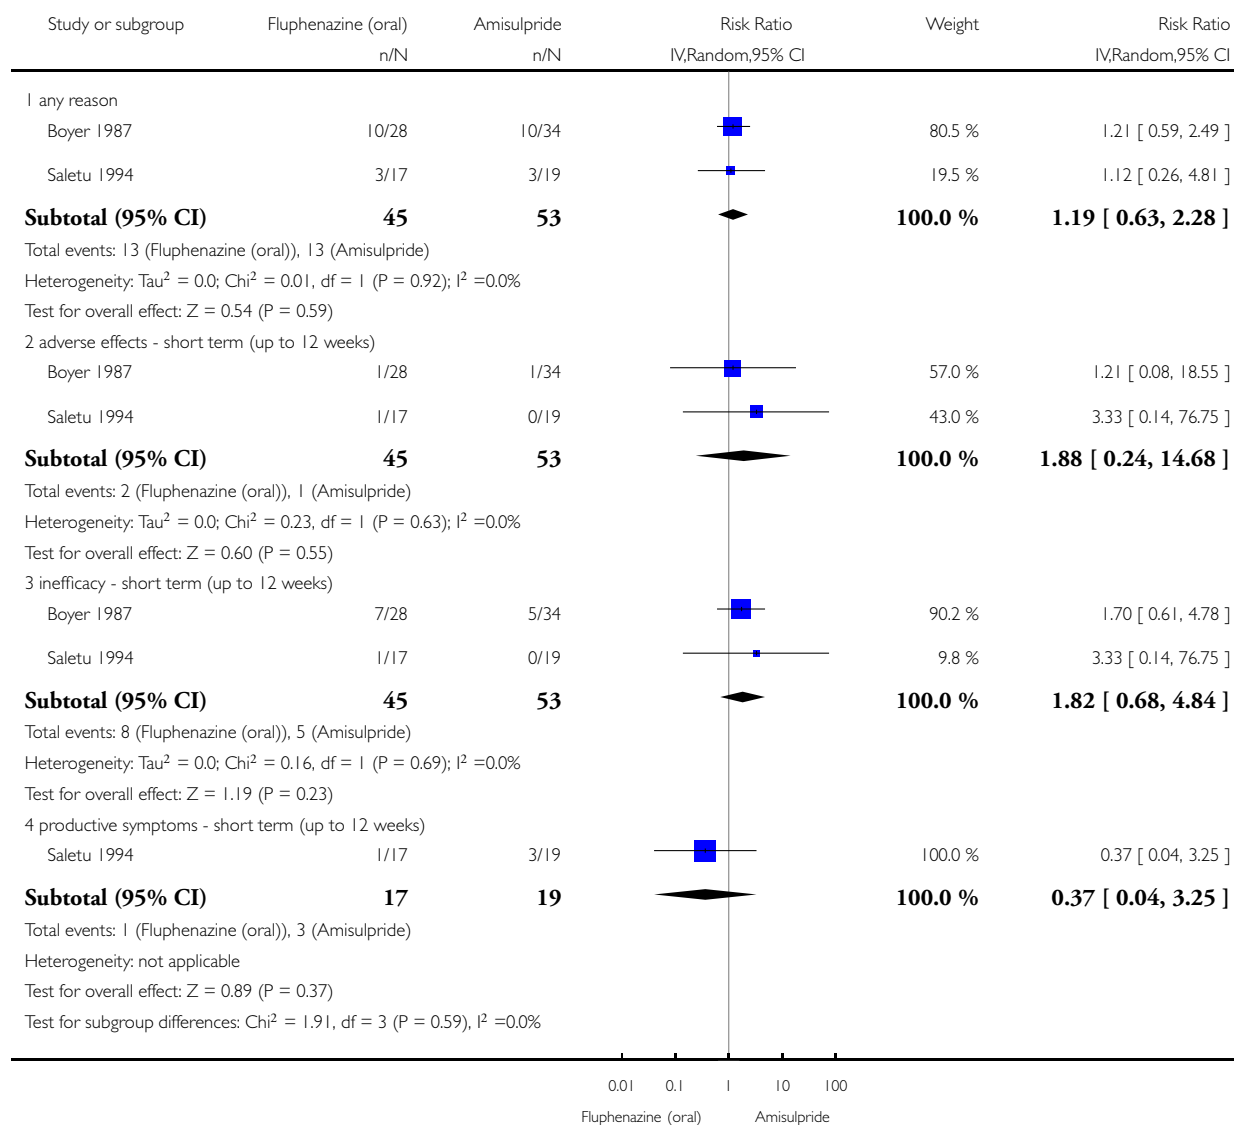 Study or subgroup Fluphenazine (oral) Amisulpride Risk Ratio Weight Risk Ratio
n/N n/N IV,Random,95% CI IV,Random,95% CI
1 any reason
Boyer 1987 10/28 10/34 80.5 % 1.21 [ 0.59, 2.49 ]
Saletu 1994 3/17 3/19 19.5 % 1.12 [ 0.26, 4.81 ]
Subtotal (95% CI) 45 53 100.0 % 1.19 [ 0.63, 2.28 ]
Total events: 13 (Fluphenazine (oral)), 13 (Amisulpride)
Heterogeneity: Tau² = 0.0; Chi² = 0.01, df = 1 (P = 0.92); I² =0.0%
Test for overall effect: Z = 0.54 (P = 0.59)
2 adverse effects - short term (up to 12 weeks)
Boyer 1987 1/28 1/34 57.0 % 1.21 [ 0.08, 18.55 ]
Saletu 1994 1/17 0/19 43.0 % 3.33 [ 0.14, 76.75 ]
Subtotal (95% CI) 45 53 100.0 % 1.88 [ 0.24, 14.68 ]
Total events: 2 (Fluphenazine (oral)), 1 (Amisulpride)
Heterogeneity: Tau² = 0.0; Chi² = 0.23, df = 1 (P = 0.63); I² =0.0%
Test for overall effect: Z = 0.60 (P = 0.55)
3 inefficacy - short term (up to 12 weeks)
Boyer 1987 7/28 5/34 90.2 % 1.70 [ 0.61, 4.78 ]
Saletu 1994 1/17 0/19 9.8 % 3.33 [ 0.14, 76.75 ]
Subtotal (95% CI) 45 53 100.0 % 1.82 [ 0.68, 4.84 ]
Total events: 8 (Fluphenazine (oral)), 5 (Amisulpride)
Heterogeneity: Tau² = 0.0; Chi² = 0.16, df = 1 (P = 0.69); I² =0.0%
Test for overall effect: Z = 1.19 (P = 0.23)
4 productive symptoms - short term (up to 12 weeks)
Saletu 1994 1/17 3/19 100.0 % 0.37 [ 0.04, 3.25 ]
Subtotal (95% CI) 17 19 100.0 % 0.37 [ 0.04, 3.25 ]
Total events: 1 (Fluphenazine (oral)), 3 (Amisulpride)
Heterogeneity: not applicable
Test for overall effect: Z = 0.89 (P = 0.37)
Test for subgroup differences: Chi² = 1.91, df = 3 (P = 0.59), I² =0.0%
0.01 0.1 1 10 100
Fluphenazine (oral) Amisulpride